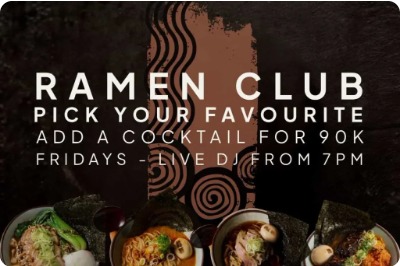 RAMEN CLUB
PICK YOUR FAVOURITE
ADD A COCKTAIL FOR 90K
FRIDAYS - LIVE DJ FROM 7PM